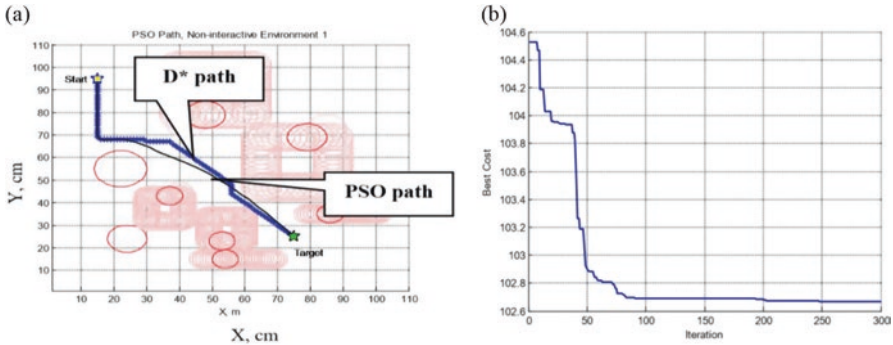 (a)
PSO Path, Non-interactive Environment 1
110
100
90
80
70
60
50
40
30
20
10
Y, cm
Start
D* path
PSO path
Target
10 20 30 40 50 60 70 80 90 100 110
X, m
X, cm
(b)
104.6
104.4
104.2
104
103.8
103.6
103.4
103.2
103
102.8
102.6
Best Cost
0 50 100 150 200 250 300
Iteration